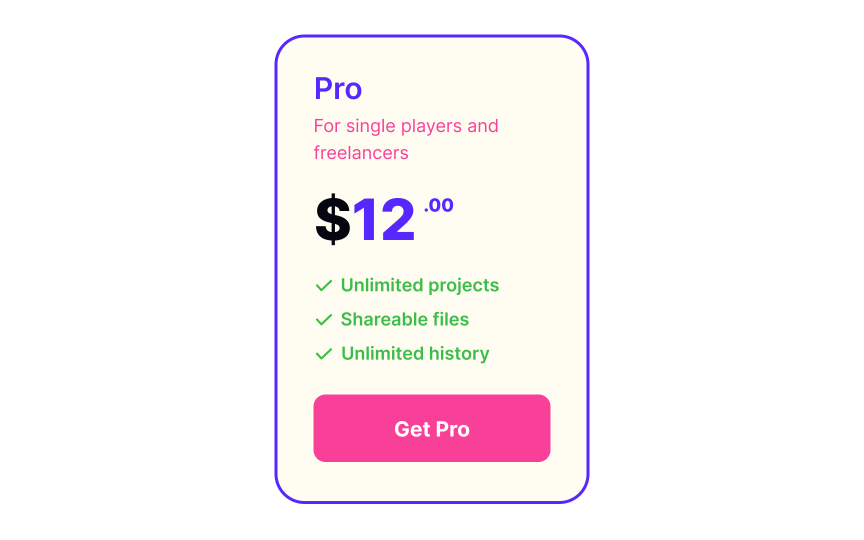 Pro
For single players and
freelancers
$12 .00
Unlimited projects
Shareable files
Unlimited history
Get Pro